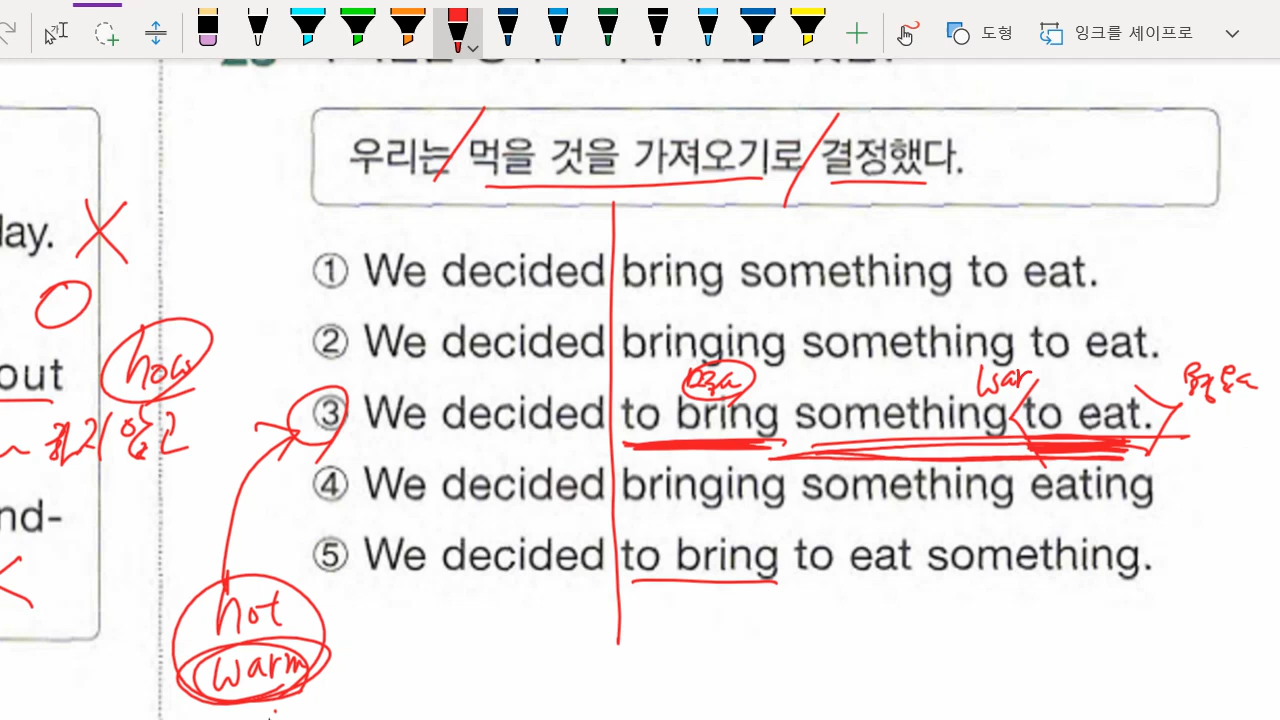 도형
잉크를 셰이프로
우리는 먹을 것을 가져오기로 결정했다.
① We decided bring something to eat.
② We decided bringing something to eat.
③ We decided to bring something to eat.
④ We decided bringing something eating
⑤ We decided to bring to eat something.
lay.
out
how
nd-
hot
warm
war